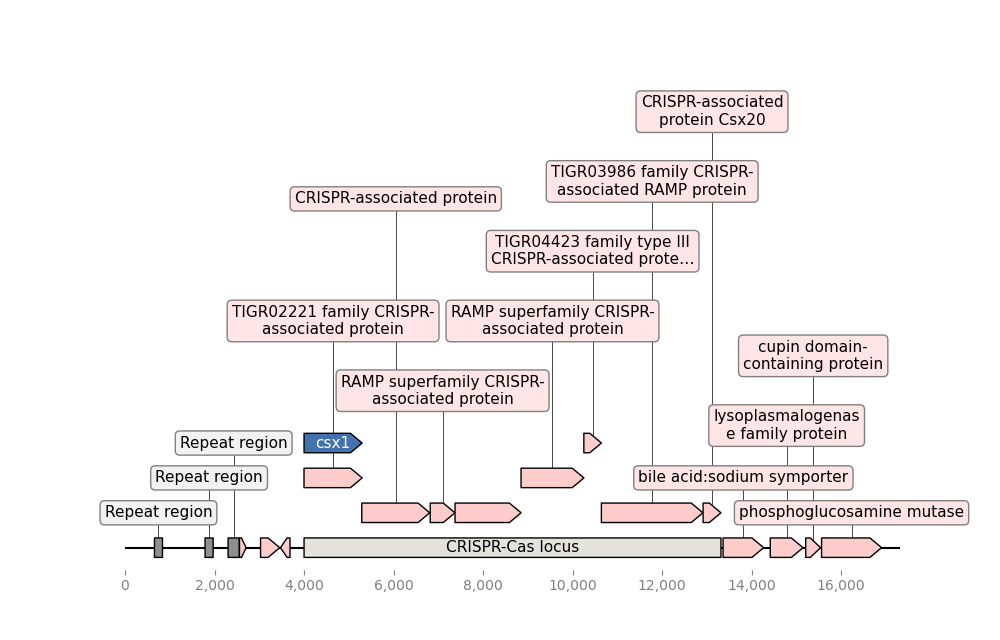 CRISPR-associated
protein Csx20
TIGR03986 family CRISPR-
associated RAMP protein
CRISPR-associated protein
TIGR04423 family type III
CRISPR-associated prote…
TIGR02221 family CRISPR-
associated protein
RAMP superfamily CRISPR-
associated protein
cupin domain-
containing protein
RAMP superfamily CRISPR-
associated protein
lysoplasmalogenas
e family protein
Repeat region
csx1
Repeat region
bile acid:sodium symporter
Repeat region
phosphoglucosamine mutase
CRISPR-Cas locus
0 2,000 4,000 6,000 8,000 10,000 12,000 14,000 16,000